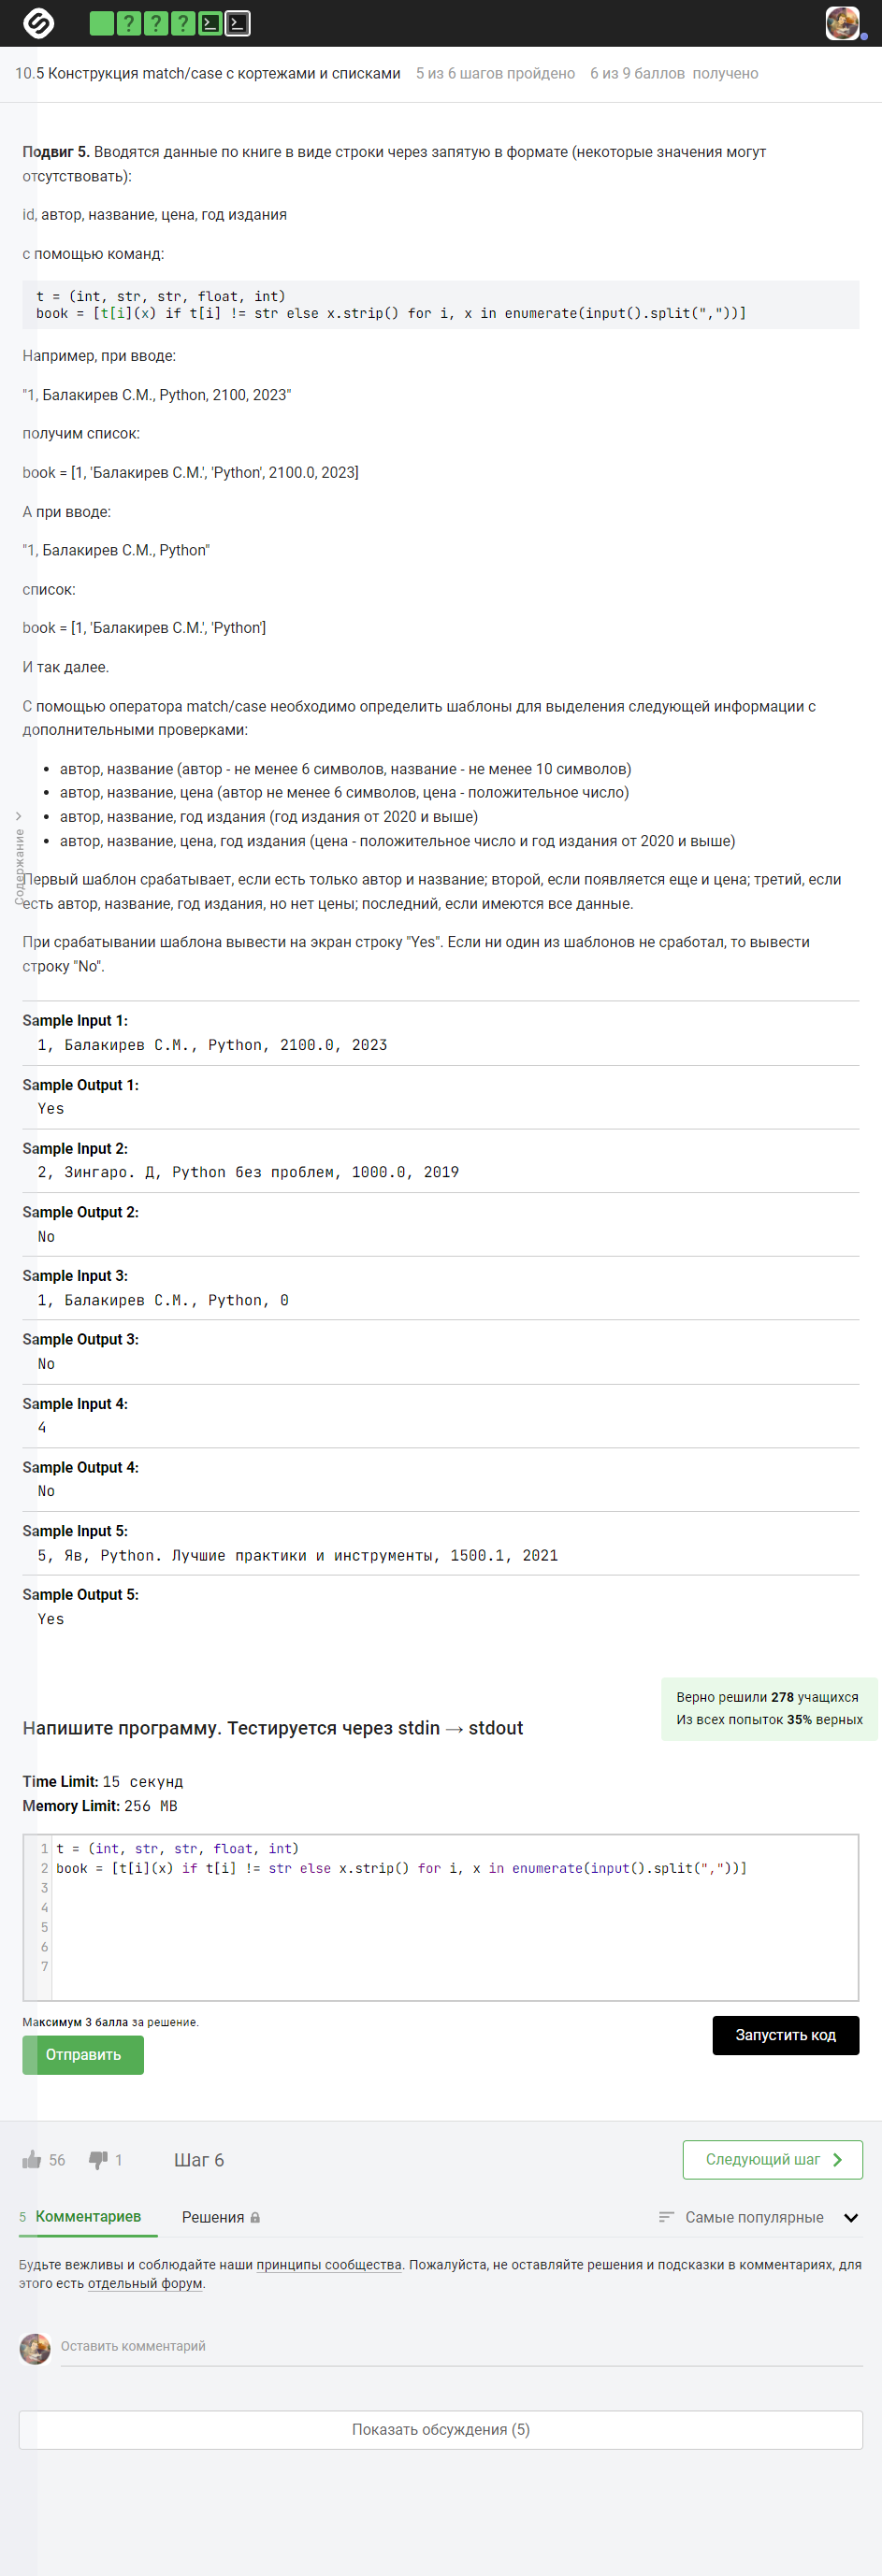 10.5 Конструкция match/case с кортежами и списками 5 из 6 шагов пройдено 6 из 9 баллов получено
Подвиг 5. Вводятся данные по книге в виде строки через запятую в формате (некоторые значения могут
отсутствовать):
id, автор, название, цена, год издания
с помощью команд:
t = (int, str, str, float, int)
book = [t[i](x) if t[i] != str else x.strip() for i, x in enumerate(input().split(","))]
Например, при вводе:
"1, Балакирев С.М., Python, 2100, 2023"
получим список:
book = [1, 'Балакирев С.М.', 'Python', 2100.0, 2023]
А при вводе:
"1, Балакирев С.М., Python"
список:
book = [1, 'Балакирев С.М.', 'Python']
И так далее.
С помощью оператора match/case необходимо определить шаблоны для выделения следующей информации с
дополнительными проверками:
• автор, название (автор - не менее 6 символов, название - не менее 10 символов)
• автор, название, цена (автор не менее 6 символов, цена - положительное число)
• автор, название, год издания (год издания от 2020 и выше)
• автор, название, цена, год издания (цена - положительное число и год издания от 2020 и выше)
Содержание
Первый шаблон срабатывает, если есть только автор и название; второй, если появляется еще и цена; третий, если
есть автор, название, год издания, но нет цены; последний, если имеются все данные.
При срабатывании шаблона вывести на экран строку "Yes". Если ни один из шаблонов не сработал, то вывести
строку "No".
Sample Input 1:
1, Балакирев С.М., Python, 2100.0, 2023
Sample Output 1:
Yes
Sample Input 2:
2, Зингаро. Д, Python без проблем, 1000.0, 2019
Sample Output 2:
No
Sample Input 3:
1, Балакирев С.М., Python, 0
Sample Output 3:
No
Sample Input 4:
4
Sample Output 4:
No
Sample Input 5:
5, Яв, Python. Лучшие практики и инструменты, 1500.1, 2021
Sample Output 5:
Yes
Верно решили 278 учащихся
Из всех попыток 35% верных
Напишите программу. Тестируется через stdin → stdout
Time Limit: 15 секунд
Memory Limit: 256 MB
1 t = (int, str, str, float, int)
2 book = [t[i](x) if t[i] != str else x.strip() for i, x in enumerate(input().split(","))]
3
4
5
6
7
Максимум 3 балла за решение.
Отправить
Запустить код
56 1 Шаг 6 Следующий шаг
5 Комментариев Решения Самые популярные
Будьте вежливы и соблюдайте наши принципы сообщества. Пожалуйста, не оставляйте решения и подсказки в комментариях, для
этого есть отдельный форум.
Оставить комментарий
Показать обсуждения (5)